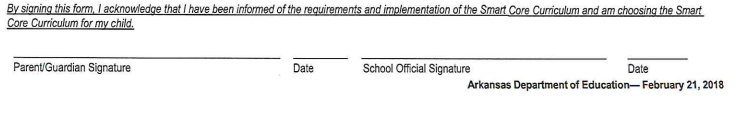 By signing this form, I acknowledge that I have been informed of the requirements and implementation of the Smart Core Curriculum and am choosing the Smart
Core Curriculum for my child.
Parent/Guardian Signature Date School Official Signature Date
Arkansas Department of Education— February 21, 2018